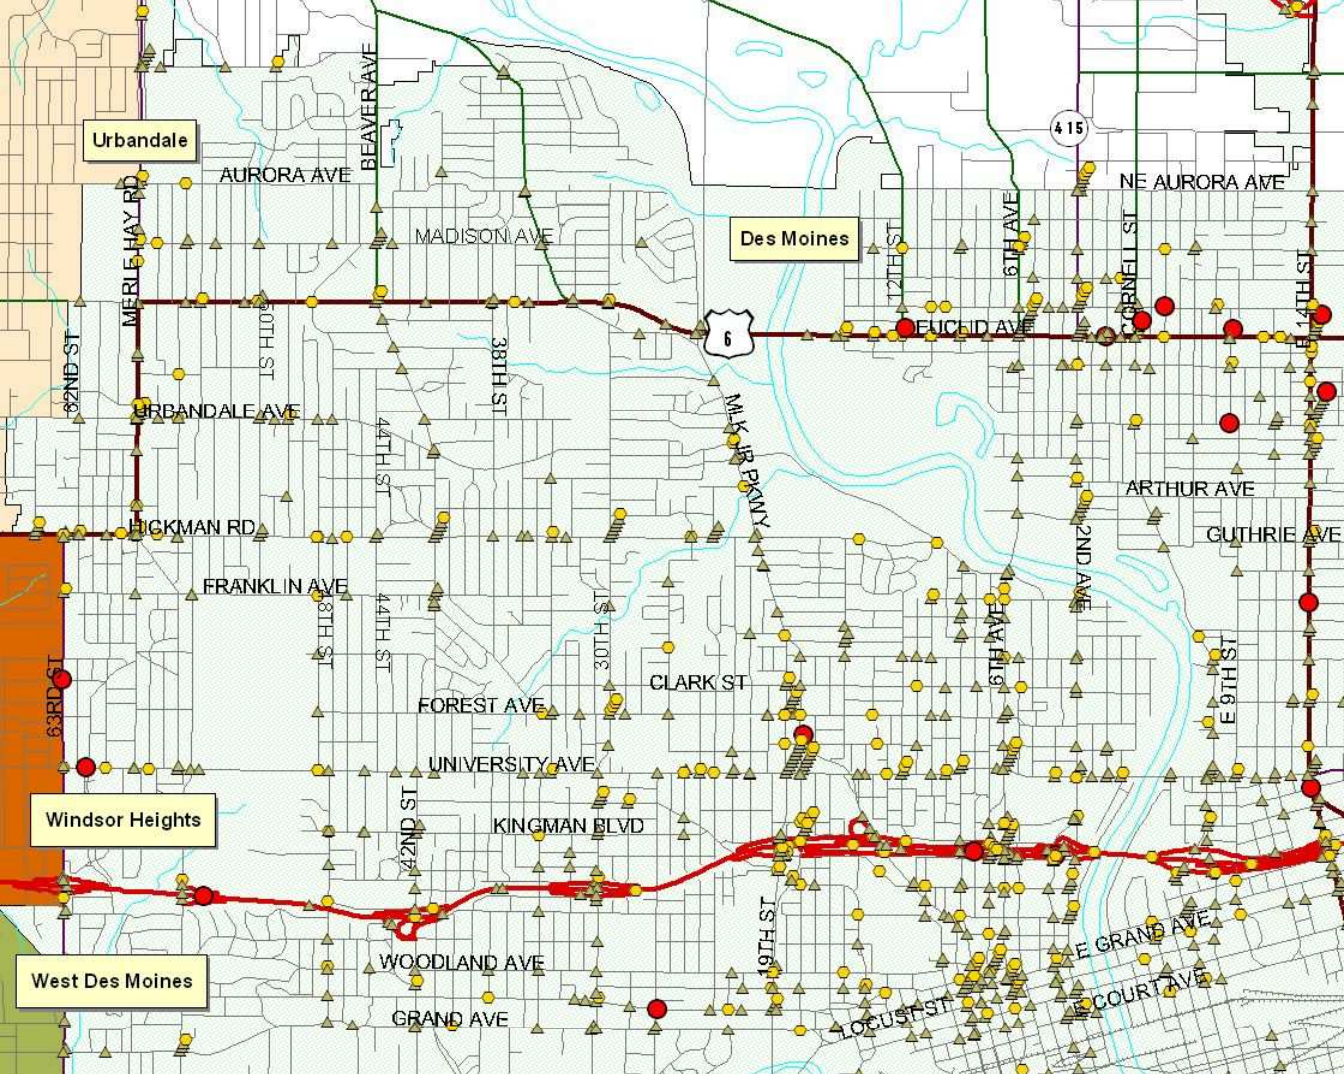 BEAVER AVE
4 15
Urbandale
AURORA AVE
NE AURORA AVE
MERLE HAY RD
MADISON AVE
Des Moines
12TH ST
6TH AVE
CORNELL ST
E 14TH ST
EUCLID AVE
6
62ND ST
38TH ST
URBANDALE AVE
44TH ST
MLK JR PKWY
ARTHUR AVE
HICKMAN RD
GUTHRIE AVE
2ND AVE
FRANKLIN AVE
48TH ST
44TH ST
30TH ST
6TH AVE
63RD ST
CLARK ST
E 9TH ST
FOREST AVE
UNIVERSITY AVE
Windsor Heights
42ND ST
KINGMAN BLVD
19TH ST
E GRAND AVE
West Des Moines
WOODLAND AVE
E COURT AVE
GRAND AVE
LOCUST ST